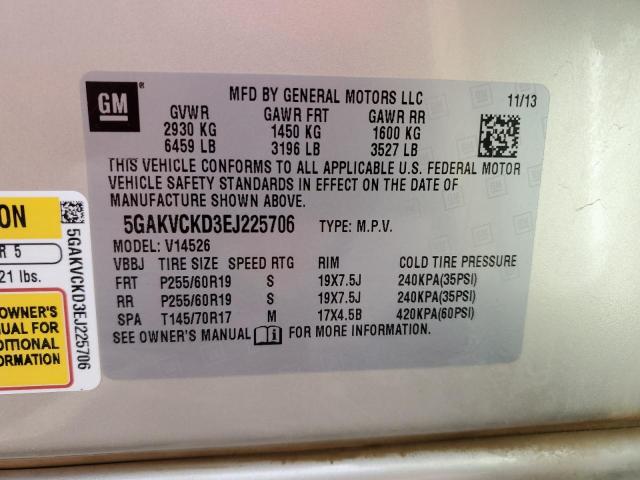 GM
MFD BY GENERAL MOTORS LLC 11/13
GVWR GAWR FRT GAWR RR
2930 KG 1450 KG 1600 KG
6459 LB 3196 LB 3527 LB
THIS VEHICLE CONFORMS TO ALL APPLICABLE U.S. FEDERAL MOTOR
VEHICLE SAFETY STANDARDS IN EFFECT ON THE DATE OF
MANUFACTURE SHOWN ABOVE.
5GAKVCKD3EJ225706 TYPE: M.P.V.
MODEL: V14526
VBBJ TIRE SIZE SPEED RTG RIM COLD TIRE PRESSURE
FRT P255/60R19 S 19X7.5J 240KPA(35PSI)
RR P255/60R19 S 19X7.5J 240KPA(35PSI)
SPA T145/70R17 M 17X4.5B 420KPA(60PSI)
SEE OWNER'S MANUAL FOR MORE INFORMATION.
ON
R 5
21 lbs.
OWNER'S
UAL FOR
DITIONAL
ORMATION
5GAKVCKD3EJ225706